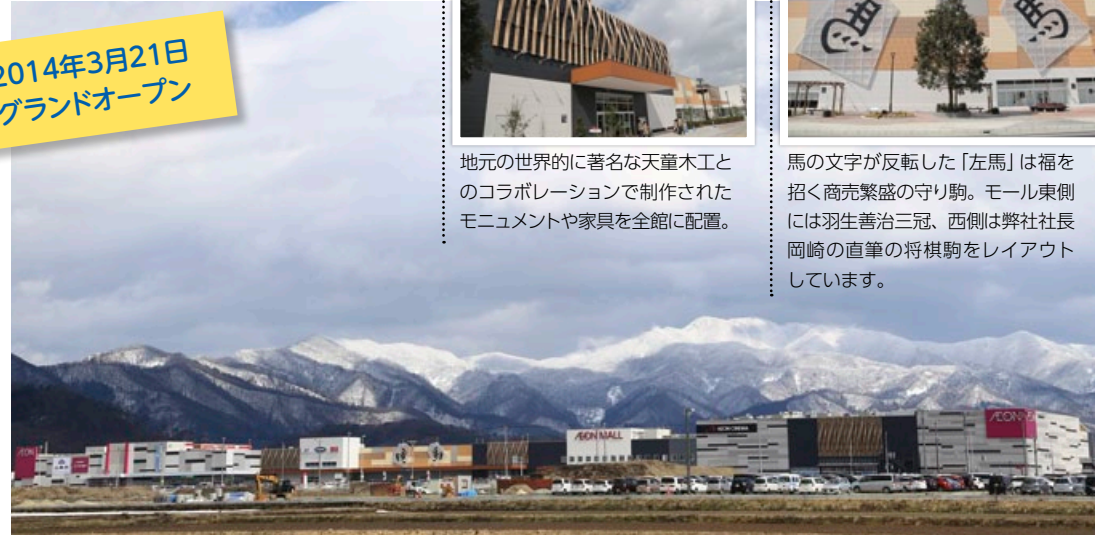 2014年3月21日
グランドオープン
地元の世界的に著名な天童木工と
のコラボレーションで制作された
モニュメントや家具を全館に配置。
馬の文字が反転した「左馬」は福を
招く商売繁盛の守り駒。モール東側
には羽生善治三冠、西側は弊社社長
岡崎の直筆の将棋駒をレイアウト
しています。
AEON
AEON MALL
AEON CINEMA
AEON